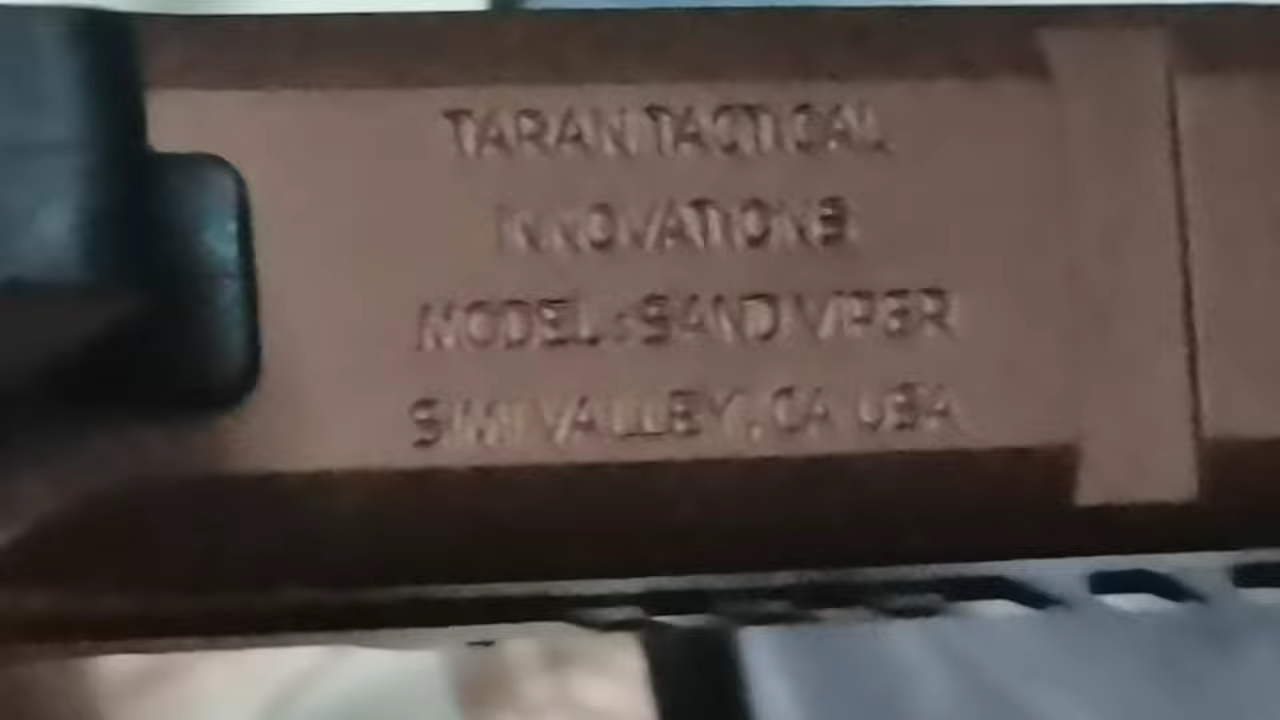 TARAN TACTICAL
INNOVATIONS
MODEL: SAND VIPER
SIMI VALLEY, CA USA